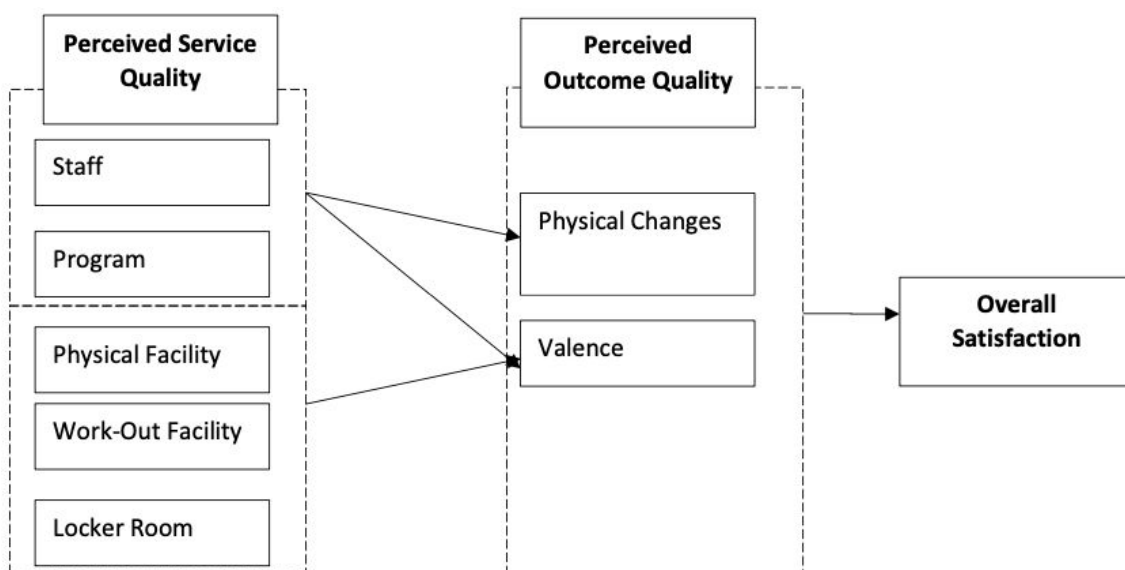 Perceived Service
Quality
Staff
Program
Physical Facility
Work-Out Facility
Locker Room
Perceived
Outcome Quality
Physical Changes
Valence
Overall
Satisfaction